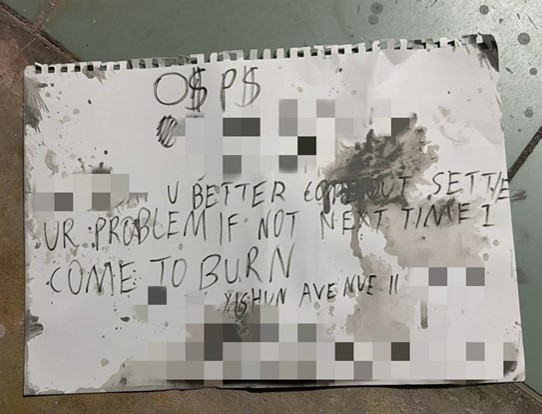 O$ P$
U BETTER COME OUT SETTLE
UR PROBLEM IF NOT NEXT TIME I
COME TO BURN
YISHUN AVENUE 11